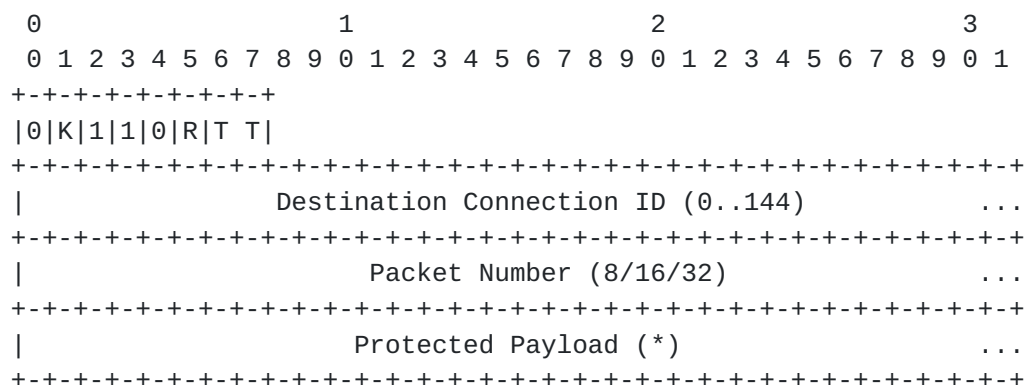 0                   1                   2                   3
 0 1 2 3 4 5 6 7 8 9 0 1 2 3 4 5 6 7 8 9 0 1 2 3 4 5 6 7 8 9 0 1
+-+-+-+-+-+-+-+-+
|0|K|1|1|0|R|T T|
+-+-+-+-+-+-+-+-+-+-+-+-+-+-+-+-+-+-+-+-+-+-+-+-+-+-+-+-+-+-+-+-+
|                Destination Connection ID (0..144)           ...
+-+-+-+-+-+-+-+-+-+-+-+-+-+-+-+-+-+-+-+-+-+-+-+-+-+-+-+-+-+-+-+-+
|                      Packet Number (8/16/32)                ...
+-+-+-+-+-+-+-+-+-+-+-+-+-+-+-+-+-+-+-+-+-+-+-+-+-+-+-+-+-+-+-+-+
|                     Protected Payload (*)                   ...
+-+-+-+-+-+-+-+-+-+-+-+-+-+-+-+-+-+-+-+-+-+-+-+-+-+-+-+-+-+-+-+-+